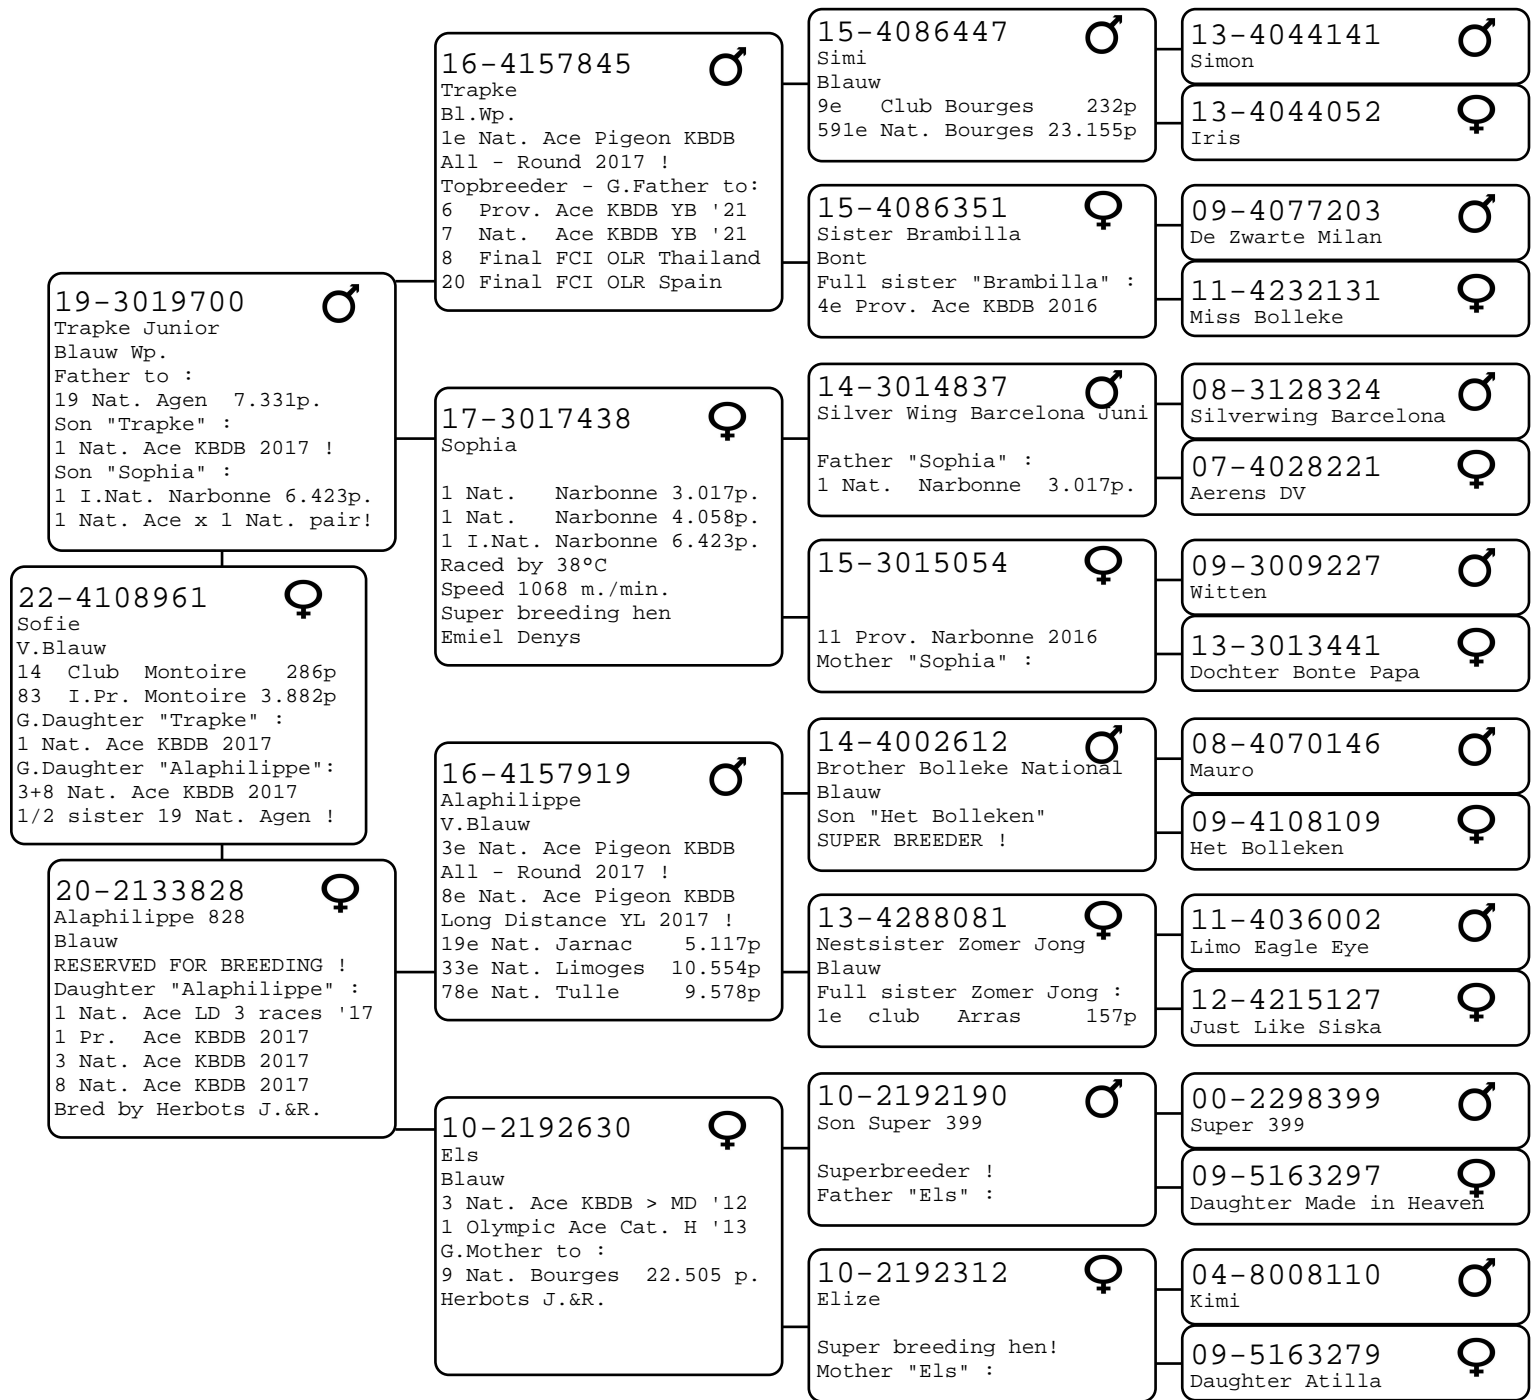 22-4108961
Sofie
V.Blauw
14  Club  Montoire   286p
83  I.Pr. Montoire 3.882p
G.Daughter "Trapke" :
1 Nat. Ace KBDB 2017
G.Daughter "Alaphilippe":
3+8 Nat. Ace KBDB 2017
1/2 sister 19 Nat. Agen !
19-3019700
Trapke Junior
Blauw Wp.
Father to :
19 Nat. Agen  7.331p.
Son "Trapke" :
1 Nat. Ace KBDB 2017 !
Son "Sophia" :
1 I.Nat. Narbonne 6.423p.
1 Nat. Ace x 1 Nat. pair!
20-2133828
Alaphilippe 828
Blauw
RESERVED FOR BREEDING !
Daughter "Alaphilippe" :
1 Nat. Ace LD 3 races '17
1 Pr.  Ace KBDB 2017
3 Nat. Ace KBDB 2017
8 Nat. Ace KBDB 2017
Bred by Herbots J.&R.
16-4157845
Trapke
Bl.Wp.
1e Nat. Ace Pigeon KBDB
All - Round 2017 !
Topbreeder - G.Father to:
6  Prov. Ace KBDB YB '21
7  Nat.  Ace KBDB YB '21
8  Final FCI OLR Thailand
20 Final FCI OLR Spain
17-3017438
Sophia
1 Nat.   Narbonne 3.017p.
1 Nat.   Narbonne 4.058p.
1 I.Nat. Narbonne 6.423p.
Raced by 38ºC
Speed 1068 m./min.
Super breeding hen
Emiel Denys
16-4157919
Alaphilippe
V.Blauw
3e Nat. Ace Pigeon KBDB
All - Round 2017 !
8e Nat. Ace Pigeon KBDB
Long Distance YL 2017 !
19e Nat. Jarnac    5.117p
33e Nat. Limoges  10.554p
78e Nat. Tulle     9.578p
10-2192630
Els
Blauw
3 Nat. Ace KBDB > MD '12
1 Olympic Ace Cat. H '13
G.Mother to :
9 Nat. Bourges  22.505 p.
Herbots J.&R.
15-4086447
Simi
Blauw
9e   Club Bourges    232p
591e Nat. Bourges 23.155p
15-4086351
Sister Brambilla
Bont
Full sister "Brambilla" :
4e Prov. Ace KBDB 2016
14-3014837
Silver Wing Barcelona Juni
Father "Sophia" :
1 Nat.  Narbonne  3.017p.
15-3015054
11 Prov. Narbonne 2016
Mother "Sophia" :
14-4002612
Brother Bolleke National
Blauw
Son "Het Bolleken"
SUPER BREEDER !
13-4288081
Nestsister Zomer Jong
Blauw
Full sister Zomer Jong :
1e  club   Arras     157p
10-2192190
Son Super 399
Superbreeder !
Father "Els" :
10-2192312
Elize
Super breeding hen!
Mother "Els" :
13-4044141
Simon
13-4044052
Iris
09-4077203
De Zwarte Milan
11-4232131
Miss Bolleke
08-3128324
Silverwing Barcelona
07-4028221
Aerens DV
09-3009227
Witten
13-3013441
Dochter Bonte Papa
08-4070146
Mauro
09-4108109
Het Bolleken
11-4036002
Limo Eagle Eye
12-4215127
Just Like Siska
00-2298399
Super 399
09-5163297
Daughter Made in Heaven
04-8008110
Kimi
09-5163279
Daughter Atilla